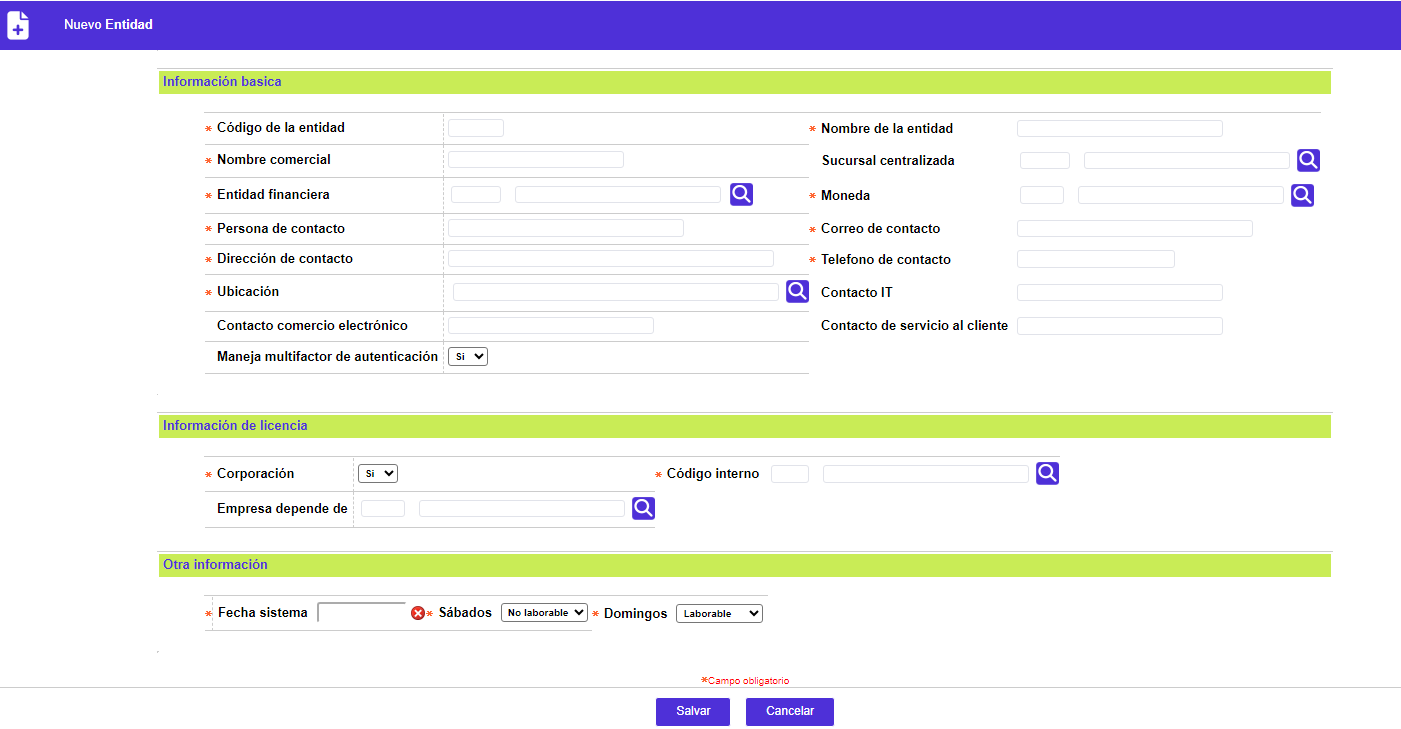 Nuevo Entidad
Información basica
* Código de la entidad
* Nombre de la entidad
* Nombre comercial
Sucursal centralizada
* Entidad financiera
* Moneda
* Persona de contacto
* Correo de contacto
* Dirección de contacto
* Telefono de contacto
* Ubicación
Contacto IT
Contacto comercio electrónico
Contacto de servicio al cliente
Maneja multifactor de autenticación Si
Información de licencia
* Corporación Si * Código interno
Empresa depende de
Otra información
* Fecha sistema * Sábados No laborable * Domingos Laborable
*Campo obligatorio
Salvar Cancelar